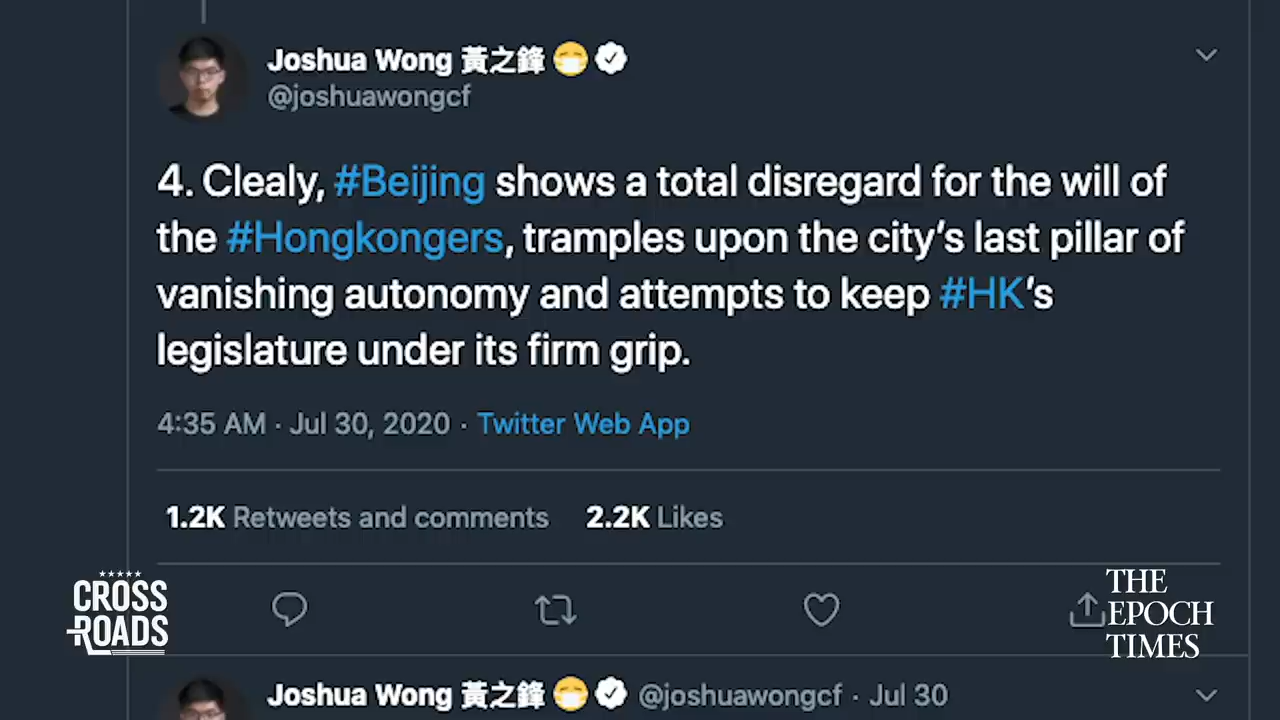 Joshua Wong 黃之鋒
@joshuawongcf
4. Clealy, #Beijing shows a total disregard for the will of
the #Hongkongers, tramples upon the city’s last pillar of
vanishing autonomy and attempts to keep #HK’s
legislature under its firm grip.
4:35 AM · Jul 30, 2020 · Twitter Web App
1.2K Retweets and comments 2.2K Likes
CROSS
ROADS
THE
EPOCH
TIMES
Joshua Wong 黃之鋒 @joshuawongcf · Jul 30